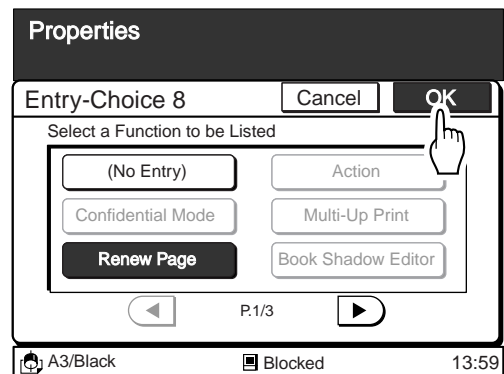 Properties
Entry-Choice 8 Cancel OK
Select a Function to be Listed
(No Entry) Action
Confidential Mode Multi-Up Print
Renew Page Book Shadow Editor
P.1/3
A3/Black Blocked 13:59